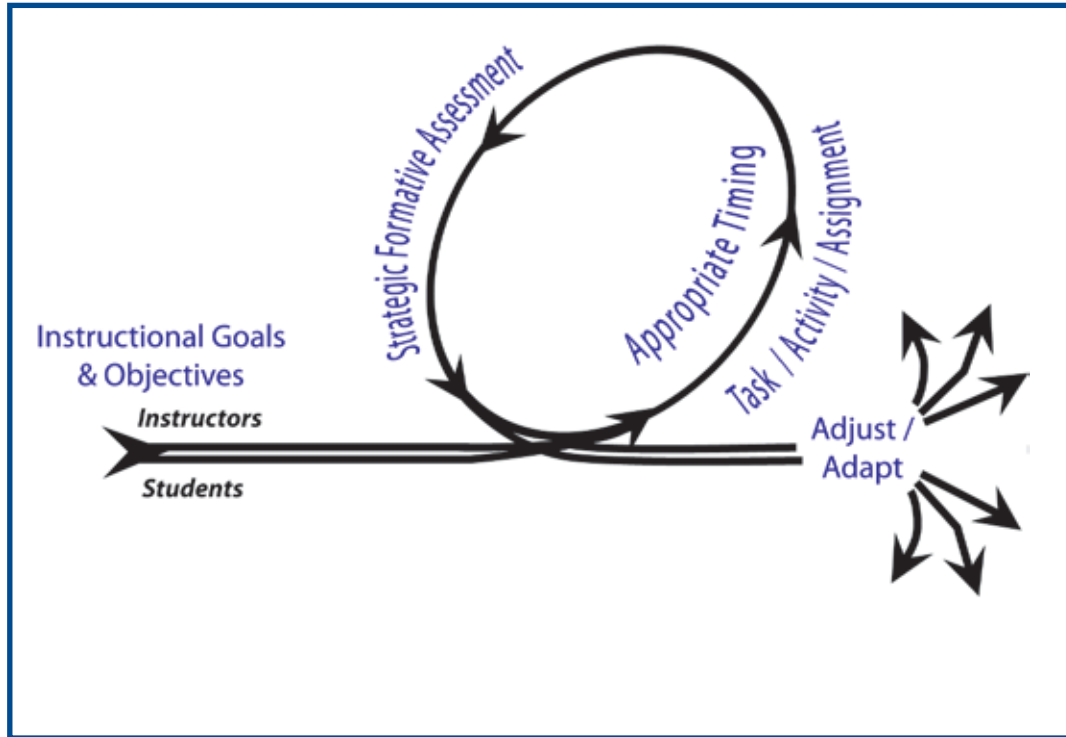 Instructional Goals
& Objectives
Instructors
Students
Strategic Formative Assessment
Appropriate Timing
Task / Activity / Assignment
Adjust /
Adapt